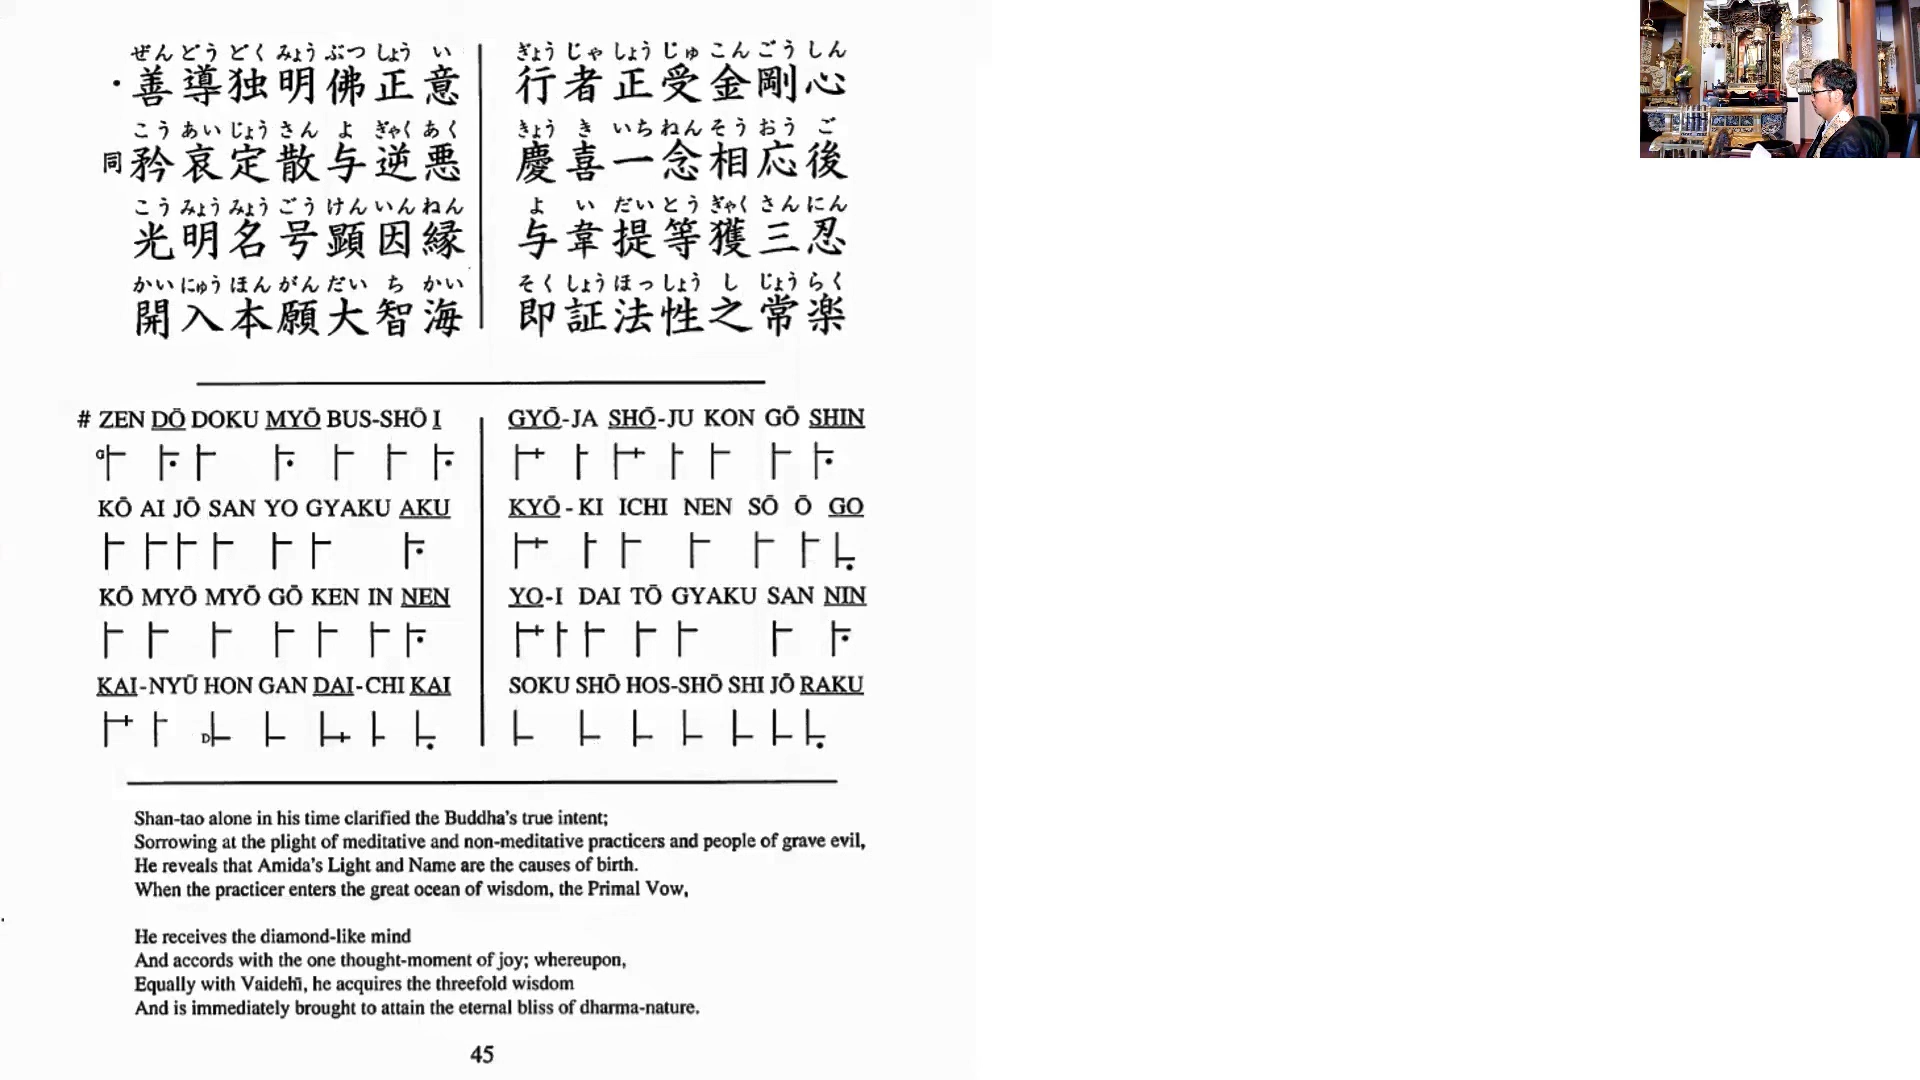 ぜんどうどくみょうぶつしょうい
・善導独明佛正意
こうあいじょうさんよぎゃくあく
同 矜哀定散与逆悪
こうみょうみょうごうけんいんねん
光明名号顕因縁
かいにゅうほんがんだいちかい
開入本願大智海
ぎょうじゃしょうじゅこんごうしん
行者正受金剛心
きょうきいちねんそうおうご
慶喜一念相応後
よいだいとうぎゃくさんにん
与韋提等獲三忍
そくしょうほっしょうしじょうらく
即証法性之常楽
# ZEN DŌ DOKU MYŌ BUS-SHŌ I
G
KŌ AI JŌ SAN YO GYAKU AKU
KŌ MYŌ MYŌ GŌ KEN IN NEN
KAI-NYŪ HON GAN DAI-CHI KAI
D
GYŌ-JA SHŌ-JU KON GŌ SHIN
KYŌ-KI ICHI NEN SŌ Ō GO
YO-I DAI TŌ GYAKU SAN NIN
SOKU SHŌ HOS-SHŌ SHI JŌ RAKU
Shan-tao alone in his time clarified the Buddha's true intent;
Sorrowing at the plight of meditative and non-meditative practicers and people of grave evil,
He reveals that Amida's Light and Name are the causes of birth.
When the practicer enters the great ocean of wisdom, the Primal Vow,
He receives the diamond-like mind
And accords with the one thought-moment of joy; whereupon,
Equally with Vaidehī, he acquires the threefold wisdom
And is immediately brought to attain the eternal bliss of dharma-nature.
45